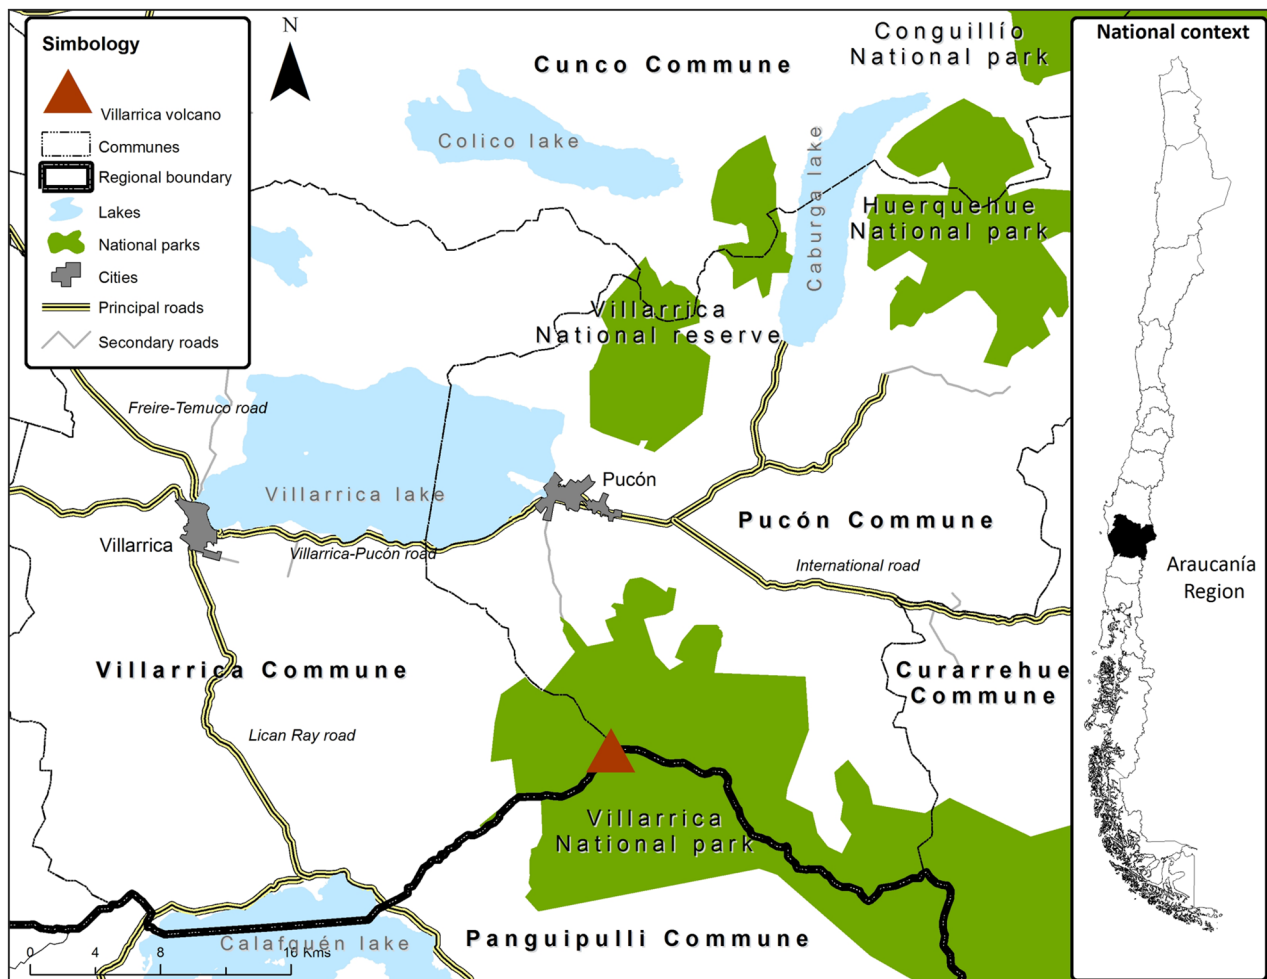 Simbology
Villarrica volcano
Communes
Regional boundary
Lakes
National parks
Cities
Principal roads
Secondary roads
N
Cunco Commune
Conguillío
National park
Colico lake
Caburga lake
Huerquehue
National park
Villarrica
National reserve
Freire-Temuco road
Villarrica lake
Pucón
Villarrica
Villarrica-Pucón road
Pucón Commune
International road
Villarrica Commune
Curarrehue
Commune
Lican Ray road
Villarrica
National park
Calafquén lake
Panguipulli Commune
0 4 8 16 Kms
National context
Araucanía
Region